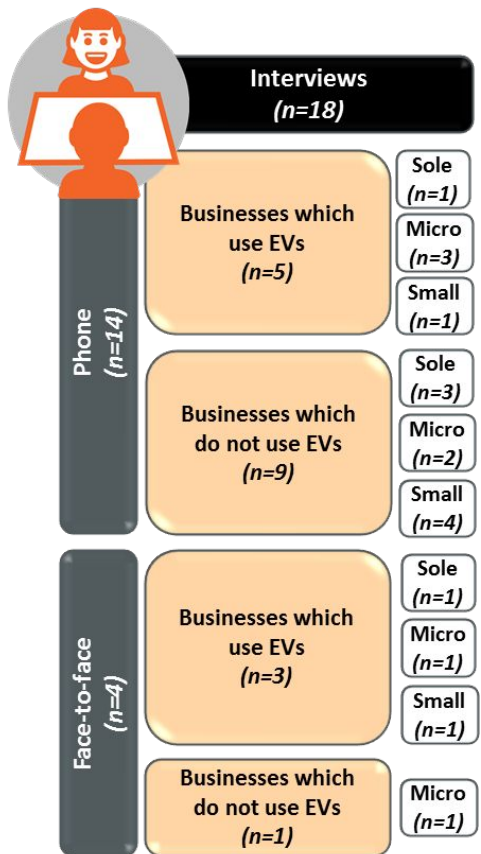 Interviews
(n=18)
Phone
(n=14)
Businesses which
use EVs
(n=5)
Sole
(n=1)
Micro
(n=3)
Small
(n=1)
Businesses which
do not use EVs
(n=9)
Sole
(n=3)
Micro
(n=2)
Small
(n=4)
Face-to-face
(n=4)
Businesses which
use EVs
(n=3)
Sole
(n=1)
Micro
(n=1)
Small
(n=1)
Businesses which
do not use EVs
(n=1)
Micro
(n=1)